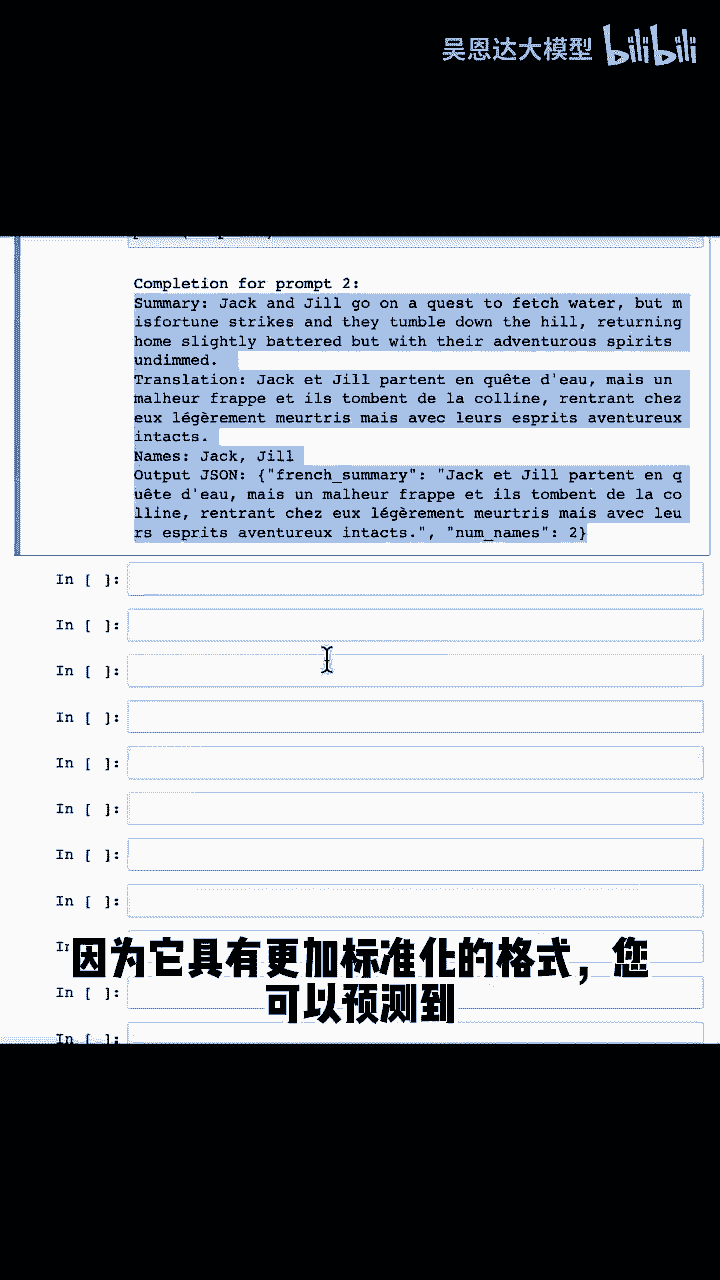 吴恩达大模型 bilibili
Completion for prompt 2:
Summary: Jack and Jill go on a quest to fetch water, but m
isfortune strikes and they tumble down the hill, returning
home slightly battered but with their adventurous spirits
undimmed.
Translation: Jack et Jill partent en quête d'eau, mais un
malheur frappe et ils tombent de la colline, rentrant chez
eux légèrement meurtris mais avec leurs esprits aventureux
intacts.
Names: Jack, Jill
Output JSON: {"french_summary": "Jack et Jill partent en q
uête d'eau, mais un malheur frappe et ils tombent de la co
lline, rentrant chez eux légèrement meurtris mais avec leu
rs esprits aventureux intacts.", "num_names": 2}
In [ ]:
In [ ]:
In [ ]:
In [ ]:
In [ ]:
In [ ]:
In [ ]:
In [ ]:
因为它具有更加标准化的格式，您
可以预测到
In [ ]:
In [ ]: